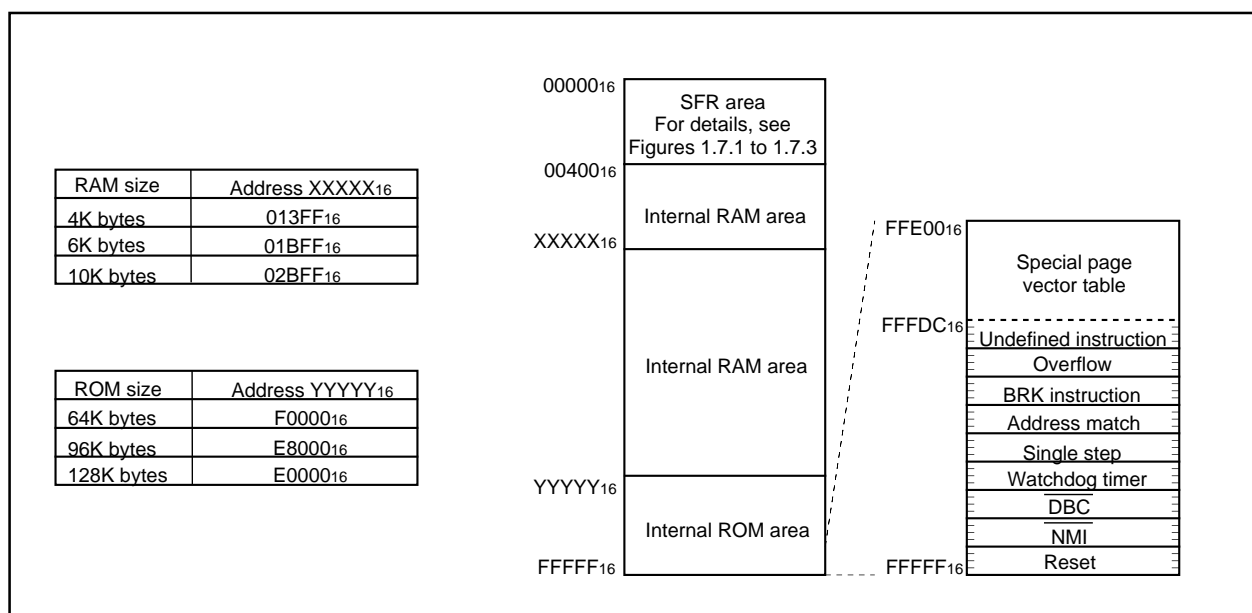 RAM size Address XXXXX16
4K bytes 013FF16
6K bytes 01BFF16
10K bytes 02BFF16
ROM size Address YYYYY16
64K bytes F000016
96K bytes E800016
128K bytes E000016
0000016
SFR area
For details, see
Figures 1.7.1 to 1.7.3
0040016
Internal RAM area
XXXXX16
Internal RAM area
YYYYY16
Internal ROM area
FFFFF16
FFE0016
Special page
vector table
FFFDC16
Undefined instruction
Overflow
BRK instruction
Address match
Single step
Watchdog timer
DBC
NMI
Reset
FFFFF16